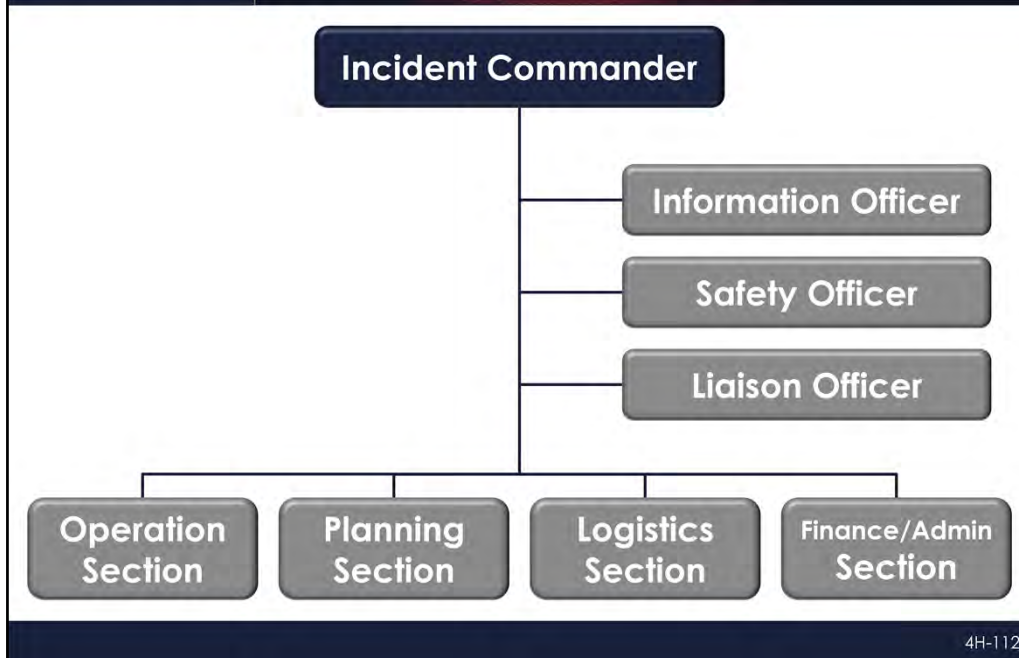 Incident Commander
Information Officer
Safety Officer
Liaison Officer
Operation
Section
Planning
Section
Logistics
Section
Finance/Admin
Section
4H-112